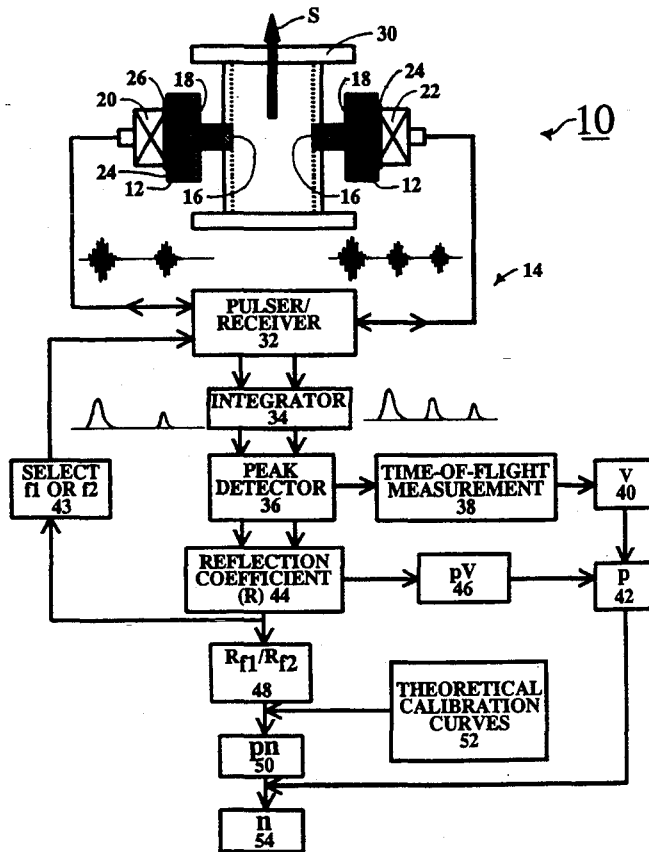 S
30
26
18
20
18
24
22
10
24
12
16
16
12
14
PULSER/
RECEIVER
32
INTEGRATOR
34
SELECT
f1 OR f2
43
PEAK
DETECTOR
36
TIME-OF-FLIGHT
MEASUREMENT
38
V
40
REFLECTION
COEFFICIENT
(R) 44
pV
46
p
42
Rf1/Rf2
48
THEORETICAL
CALIBRATION
CURVES
52
pn
50
n
54